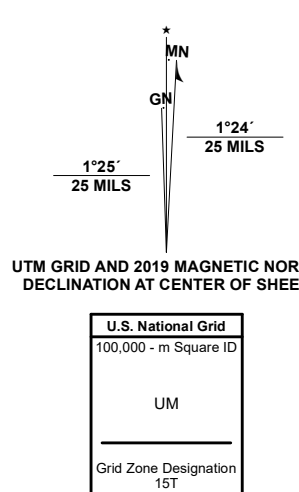 ★
MN
GN
1°24´
25 MILS
1°25´
25 MILS
UTM GRID AND 2019 MAGNETIC NOR
DECLINATION AT CENTER OF SHEE
U.S. National Grid
100,000 - m Square ID
UM
Grid Zone Designation
15T